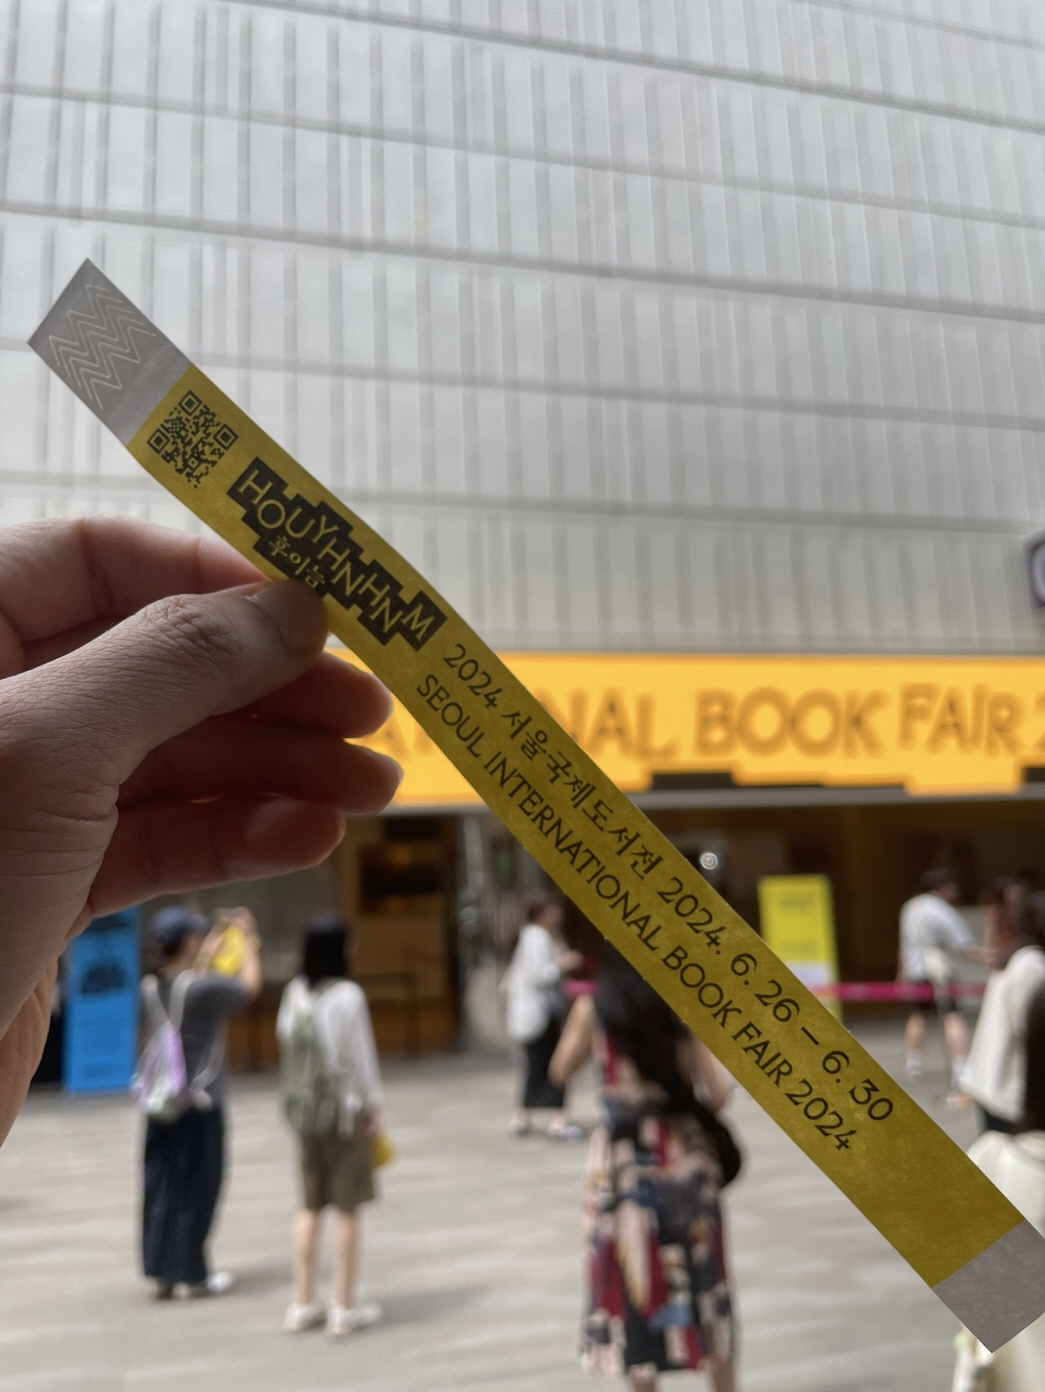 HOUYHNHNM
후이늠
2024 서울국제도서전 2024. 6. 26 – 6. 30
SEOUL INTERNATIONAL BOOK FAIR 2024
NAL BOOK FAIR 2